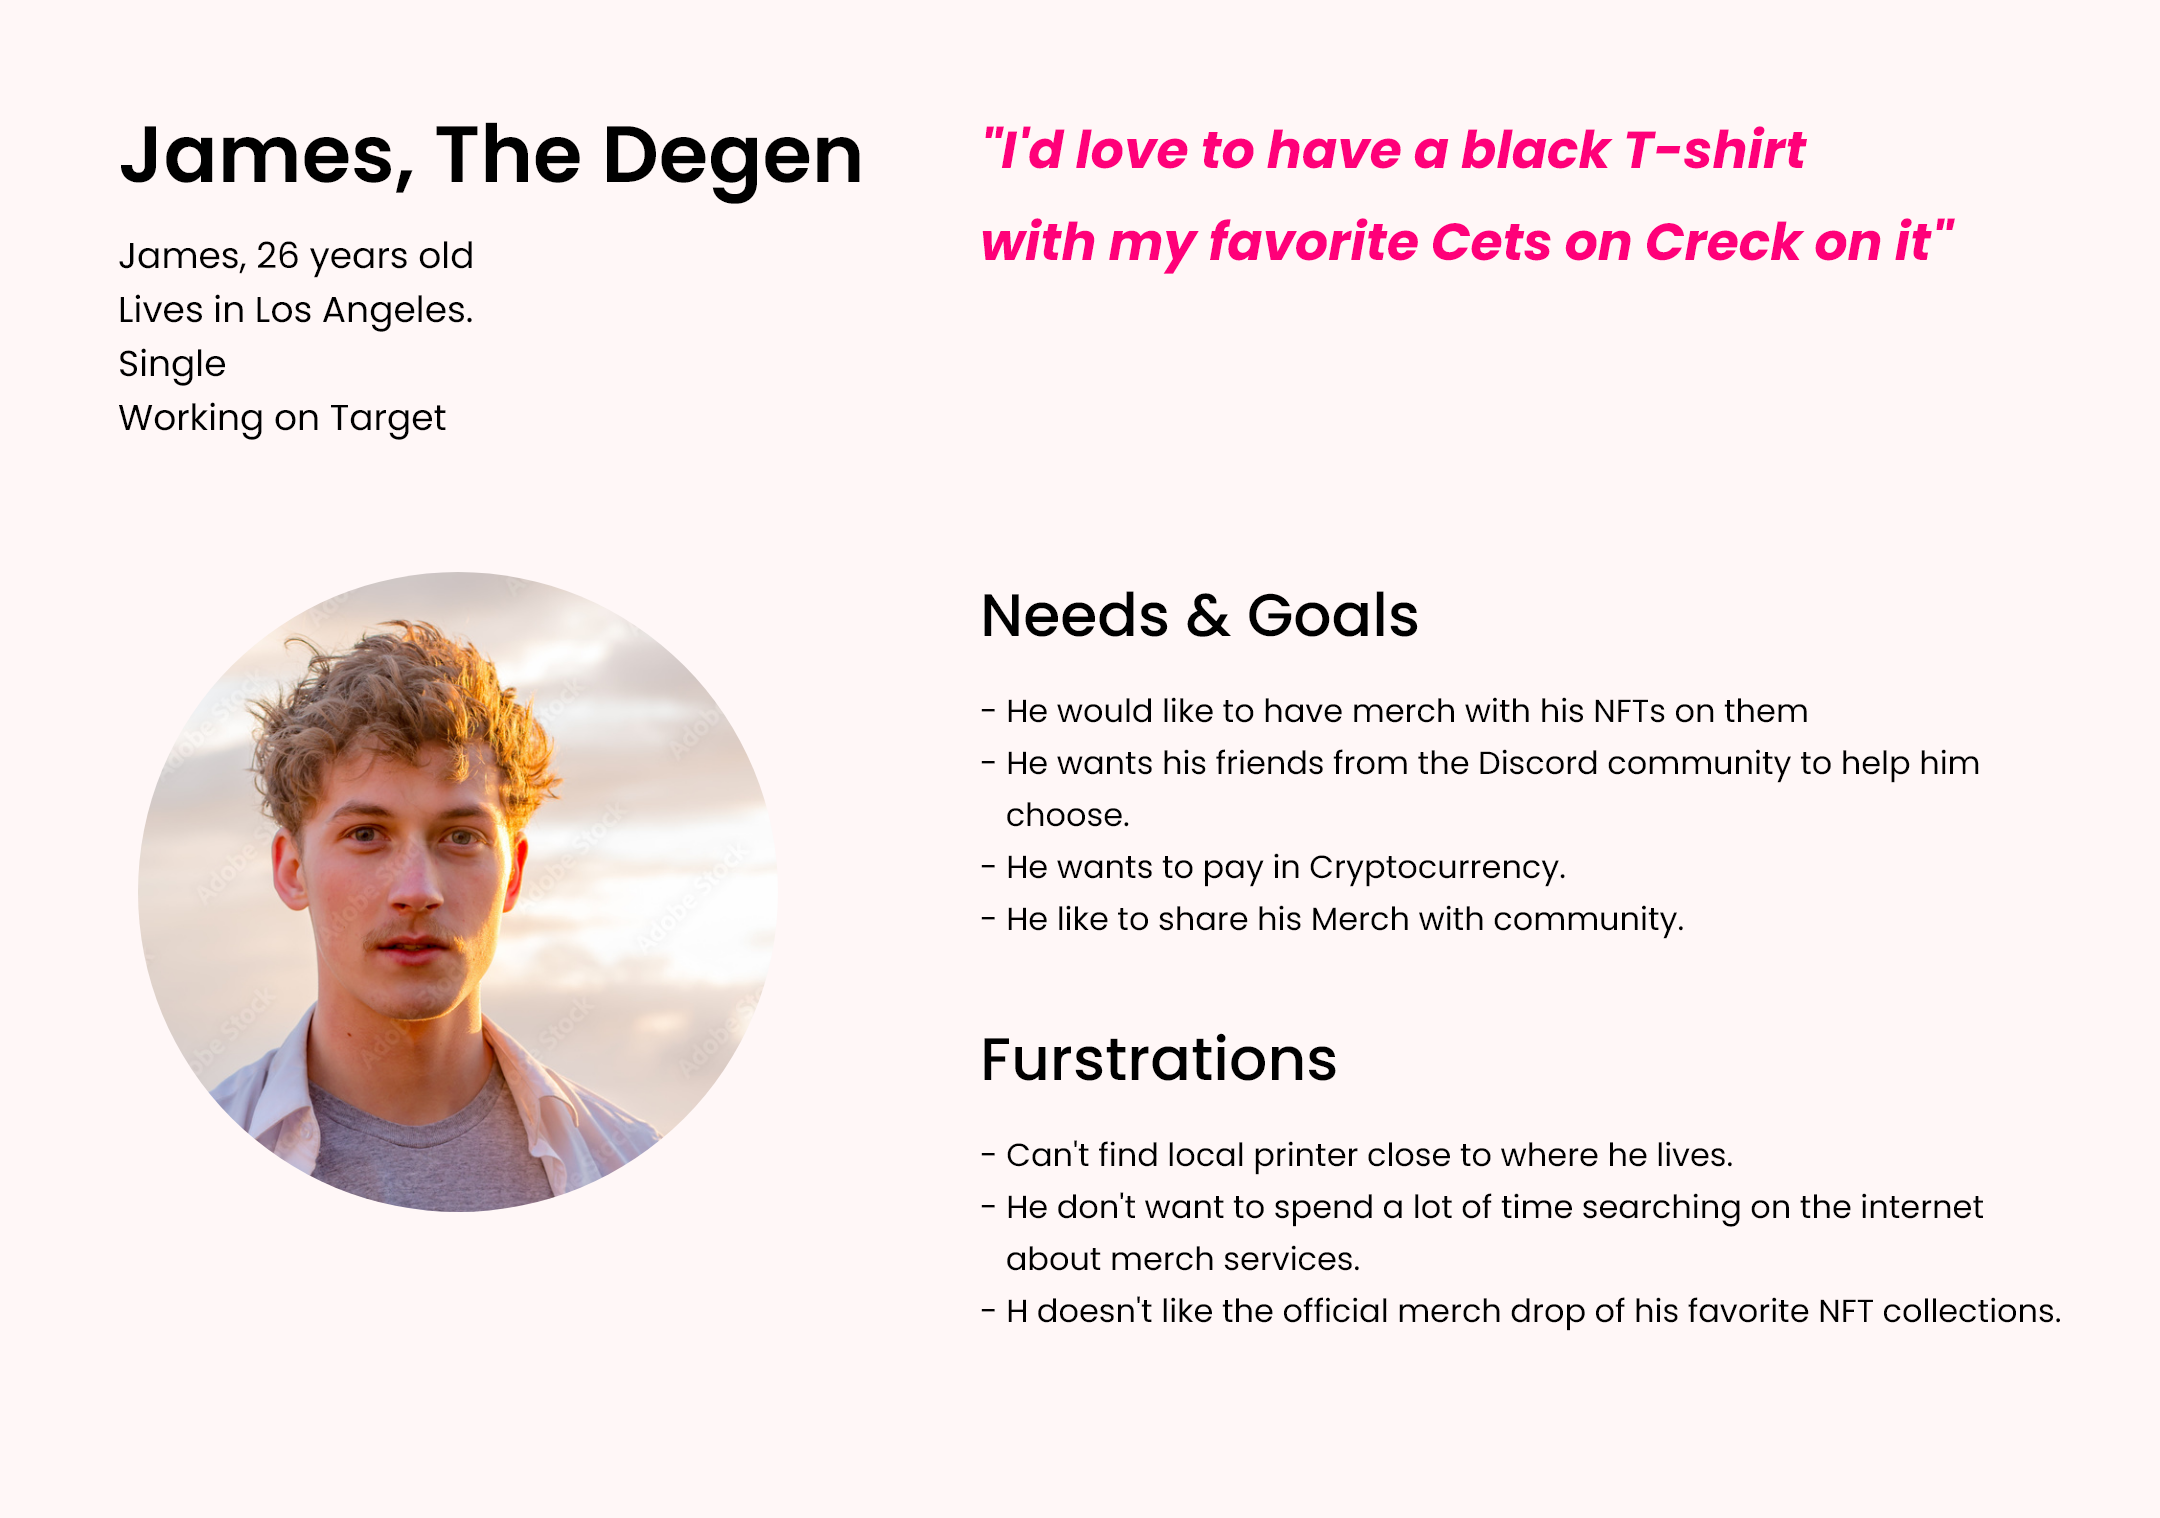 James, The Degen
James, 26 years old
Lives in Los Angeles.
Single
Working on Target
"I'd love to have a black T-shirt
with my favorite Cets on Creck on it"
Needs & Goals
- He would like to have merch with his NFTs on them
- He wants his friends from the Discord community to help him
choose.
- He wants to pay in Cryptocurrency.
- He like to share his Merch with community.
Furstrations
- Can't find local printer close to where he lives.
- He don't want to spend a lot of time searching on the internet
about merch services.
- H doesn't like the official merch drop of his favorite NFT collections.
Adobe Stock